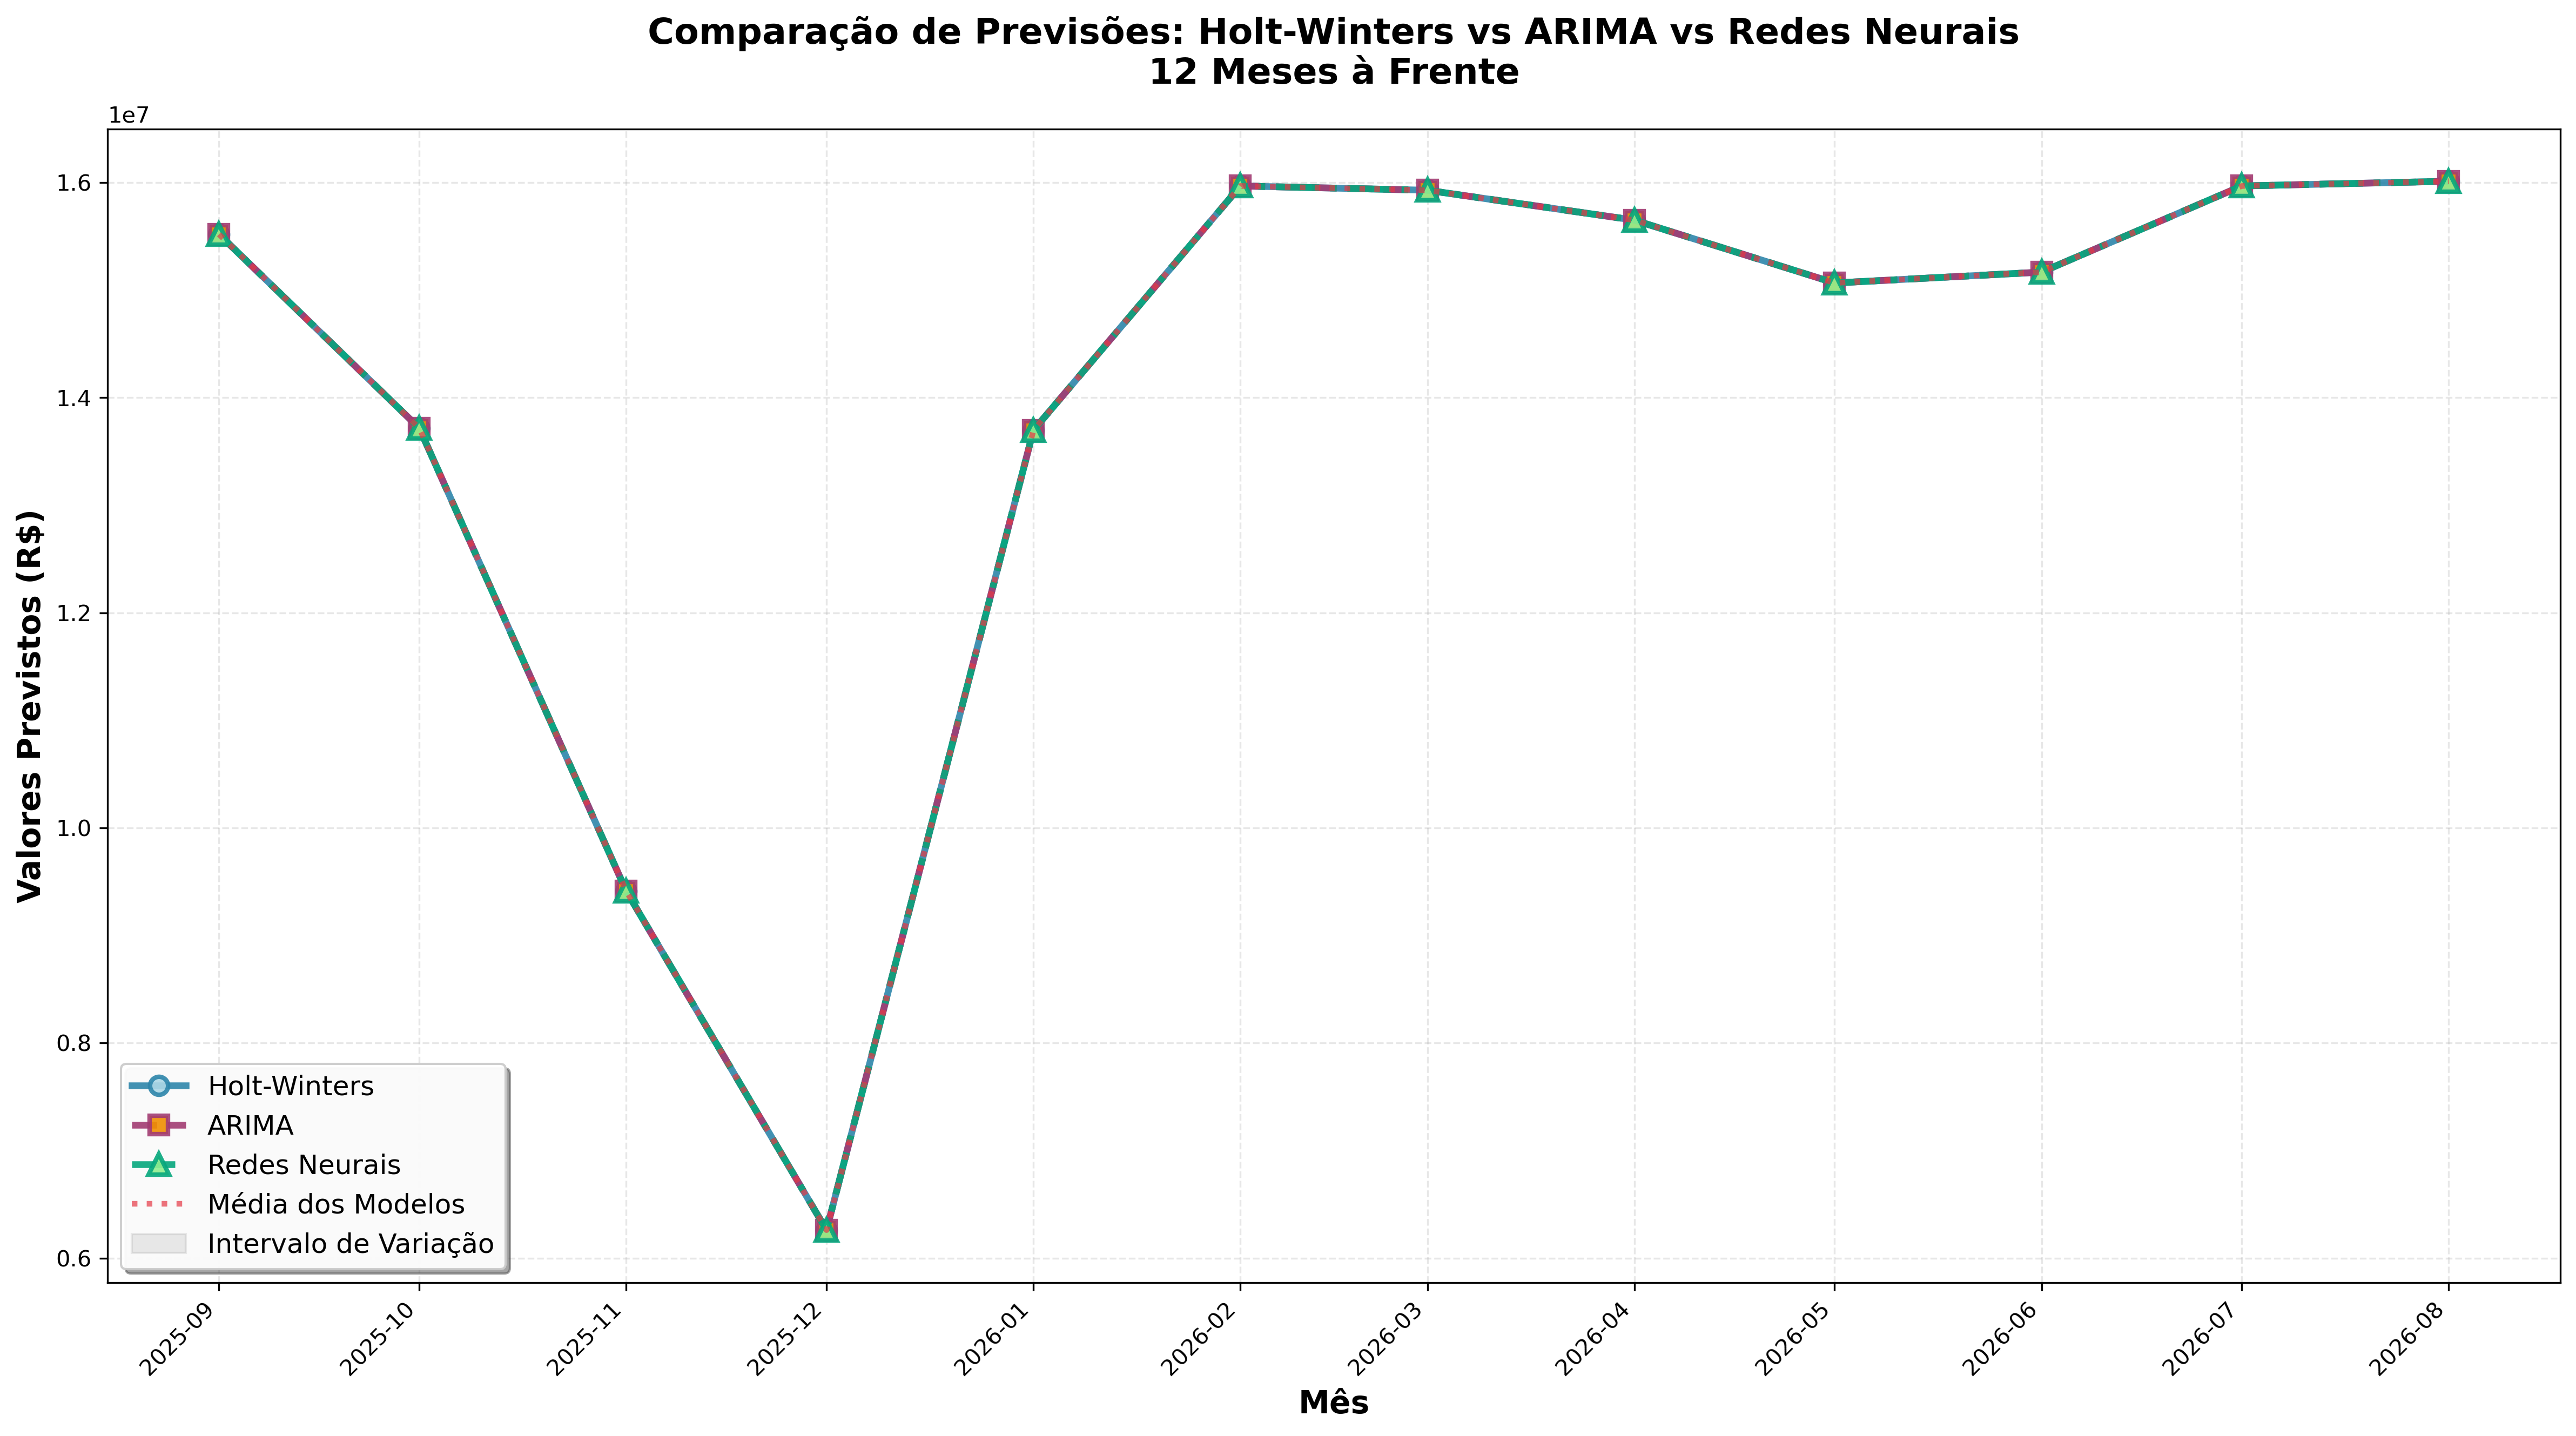 Comparação de Previsões: Holt-Winters vs ARIMA vs Redes Neurais
12 Meses à Frente
1e7
1.6
1.4
1.2
1.0
0.8
0.6
Valores Previstos (R$)
Holt-Winters
ARIMA
Redes Neurais
Média dos Modelos
Intervalo de Variação
2025-09
2025-10
2025-11
2025-12
2026-01
2026-02
2026-03
2026-04
2026-05
2026-06
2026-07
2026-08
Mês